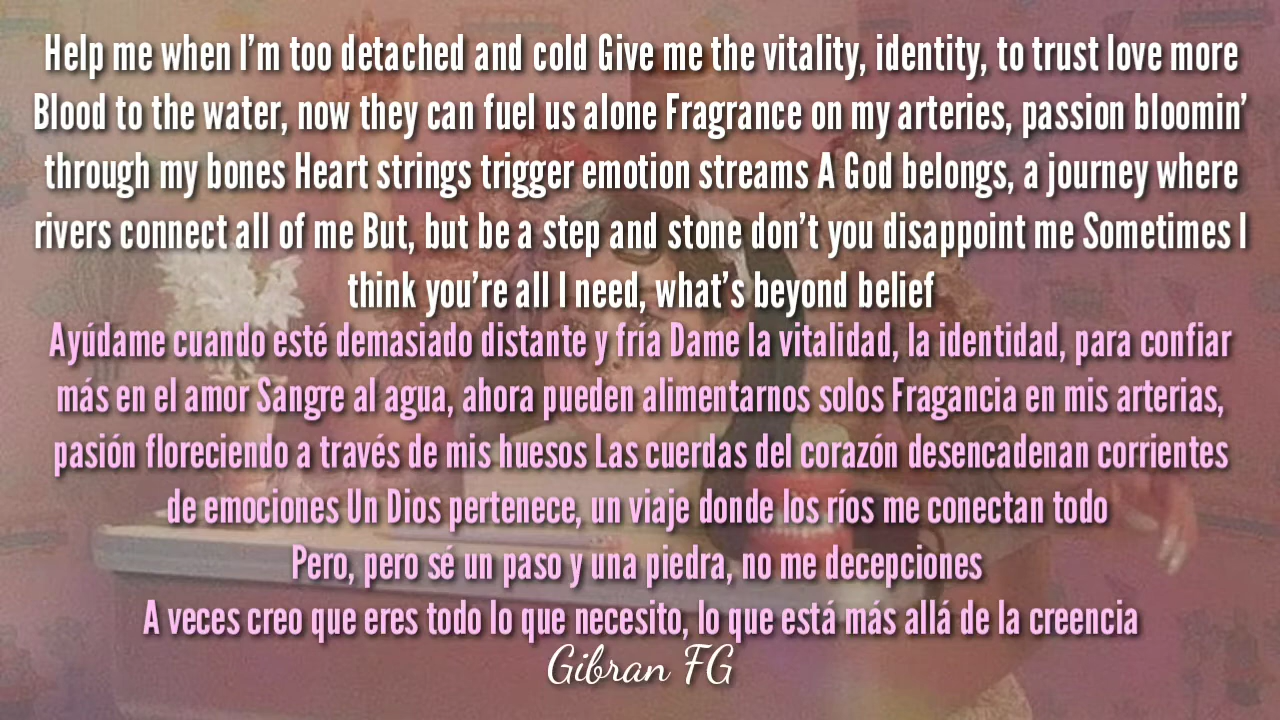 Help me when I'm too detached and cold Give me the vitality, identity, to trust love more
Blood to the water, now they can fuel us alone Fragrance on my arteries, passion bloomin'
through my bones Heart strings trigger emotion streams A God belongs, a journey where
rivers connect all of me But, but be a step and stone don't you disappoint me Sometimes I
think you're all I need, what's beyond belief
Ayúdame cuando esté demasiado distante y fría Dame la vitalidad, la identidad, para confiar
más en el amor Sangre al agua, ahora pueden alimentarnos solos Fragancia en mis arterias,
pasión floreciendo a través de mis huesos Las cuerdas del corazón desencadenan corrientes
de emociones Un Dios pertenece, un viaje donde los ríos me conectan todo
Pero, pero sé un paso y una piedra, no me decepciones
A veces creo que eres todo lo que necesito, lo que está más allá de la creencia
Gibran FG